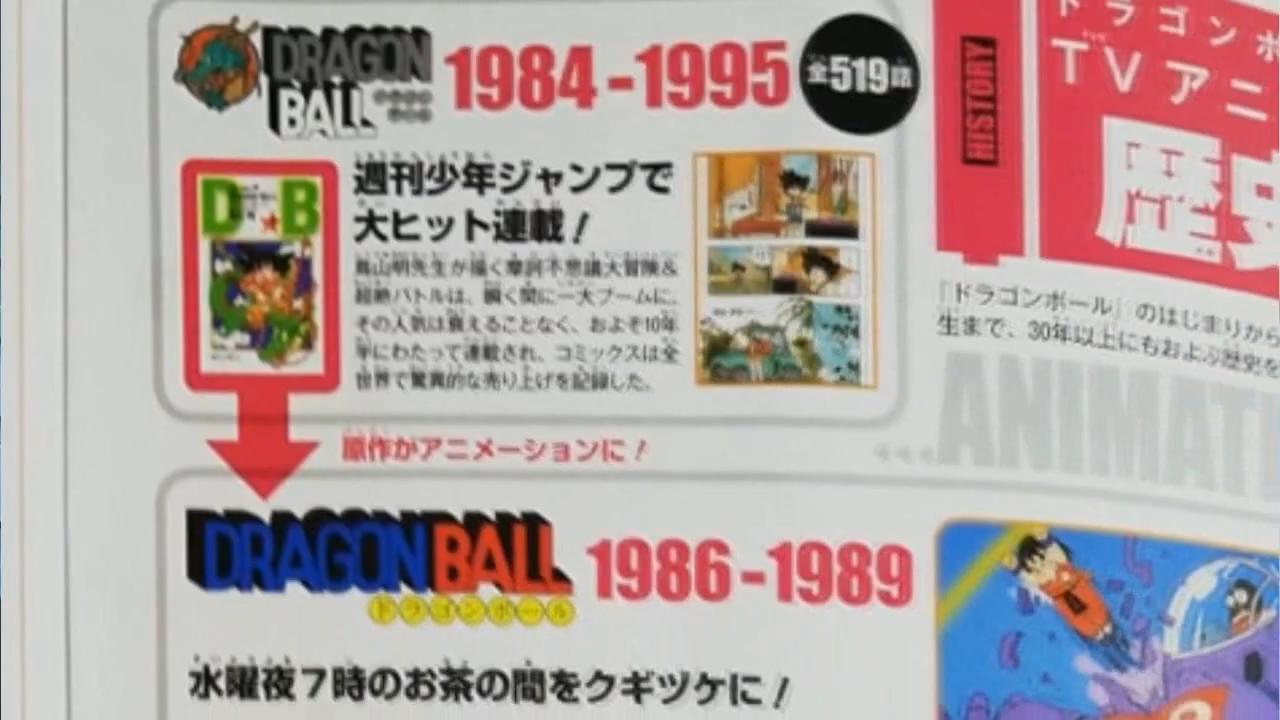 DRAGON
BALL
1984-1995
全519話
D★B
週刊少年ジャンプで
大ヒット連載!
鳥山明先生が描く摩訶不思議大冒険&
超絶バトルは、瞬く間に一大ブームに。
その人気は衰えることなく、およそ10年
半にわたって連載され、コミックスは全
世界で驚異的な売り上げを記録した。
原作がアニメーションに!
DRAGON BALL
ドラゴンボール
1986-1989
水曜夜7時のお茶の間をクギヅケに!
HISTORY
ドラゴンボ
TVアニ
歴史
『ドラゴンボール』のはじまりから
生まで、30年以上にもおよぶ歴史を
ANIMATI